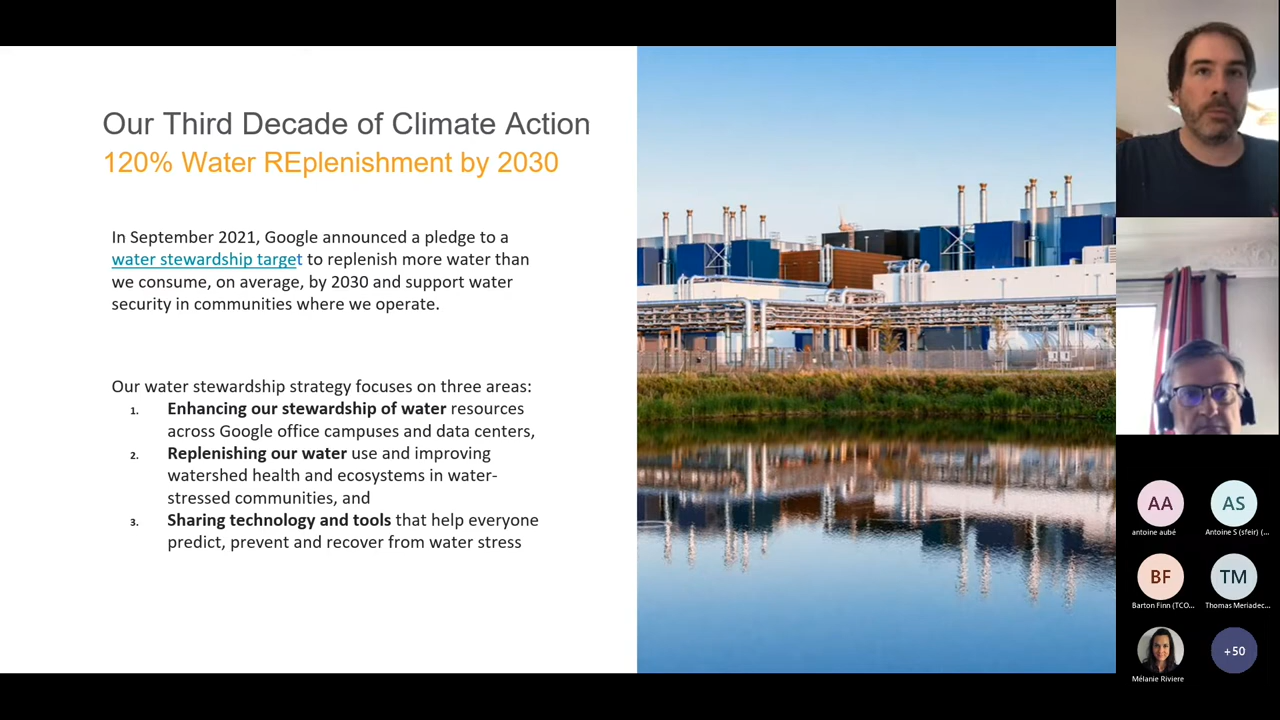 Our Third Decade of Climate Action
120% Water REplenishment by 2030
In September 2021, Google announced a pledge to a
water stewardship target to replenish more water than
we consume, on average, by 2030 and support water
security in communities where we operate.
Our water stewardship strategy focuses on three areas:
1. Enhancing our stewardship of water resources
across Google office campuses and data centers,
2. Replenishing our water use and improving
watershed health and ecosystems in water-
stressed communities, and
3. Sharing technology and tools that help everyone
predict, prevent and recover from water stress
AA
AS
antoine aubé
Antoine S (sfeir) (...
BF
TM
Barton Finn (TCO...
Thomas Meriadec...
+50
Mélanie Riviere